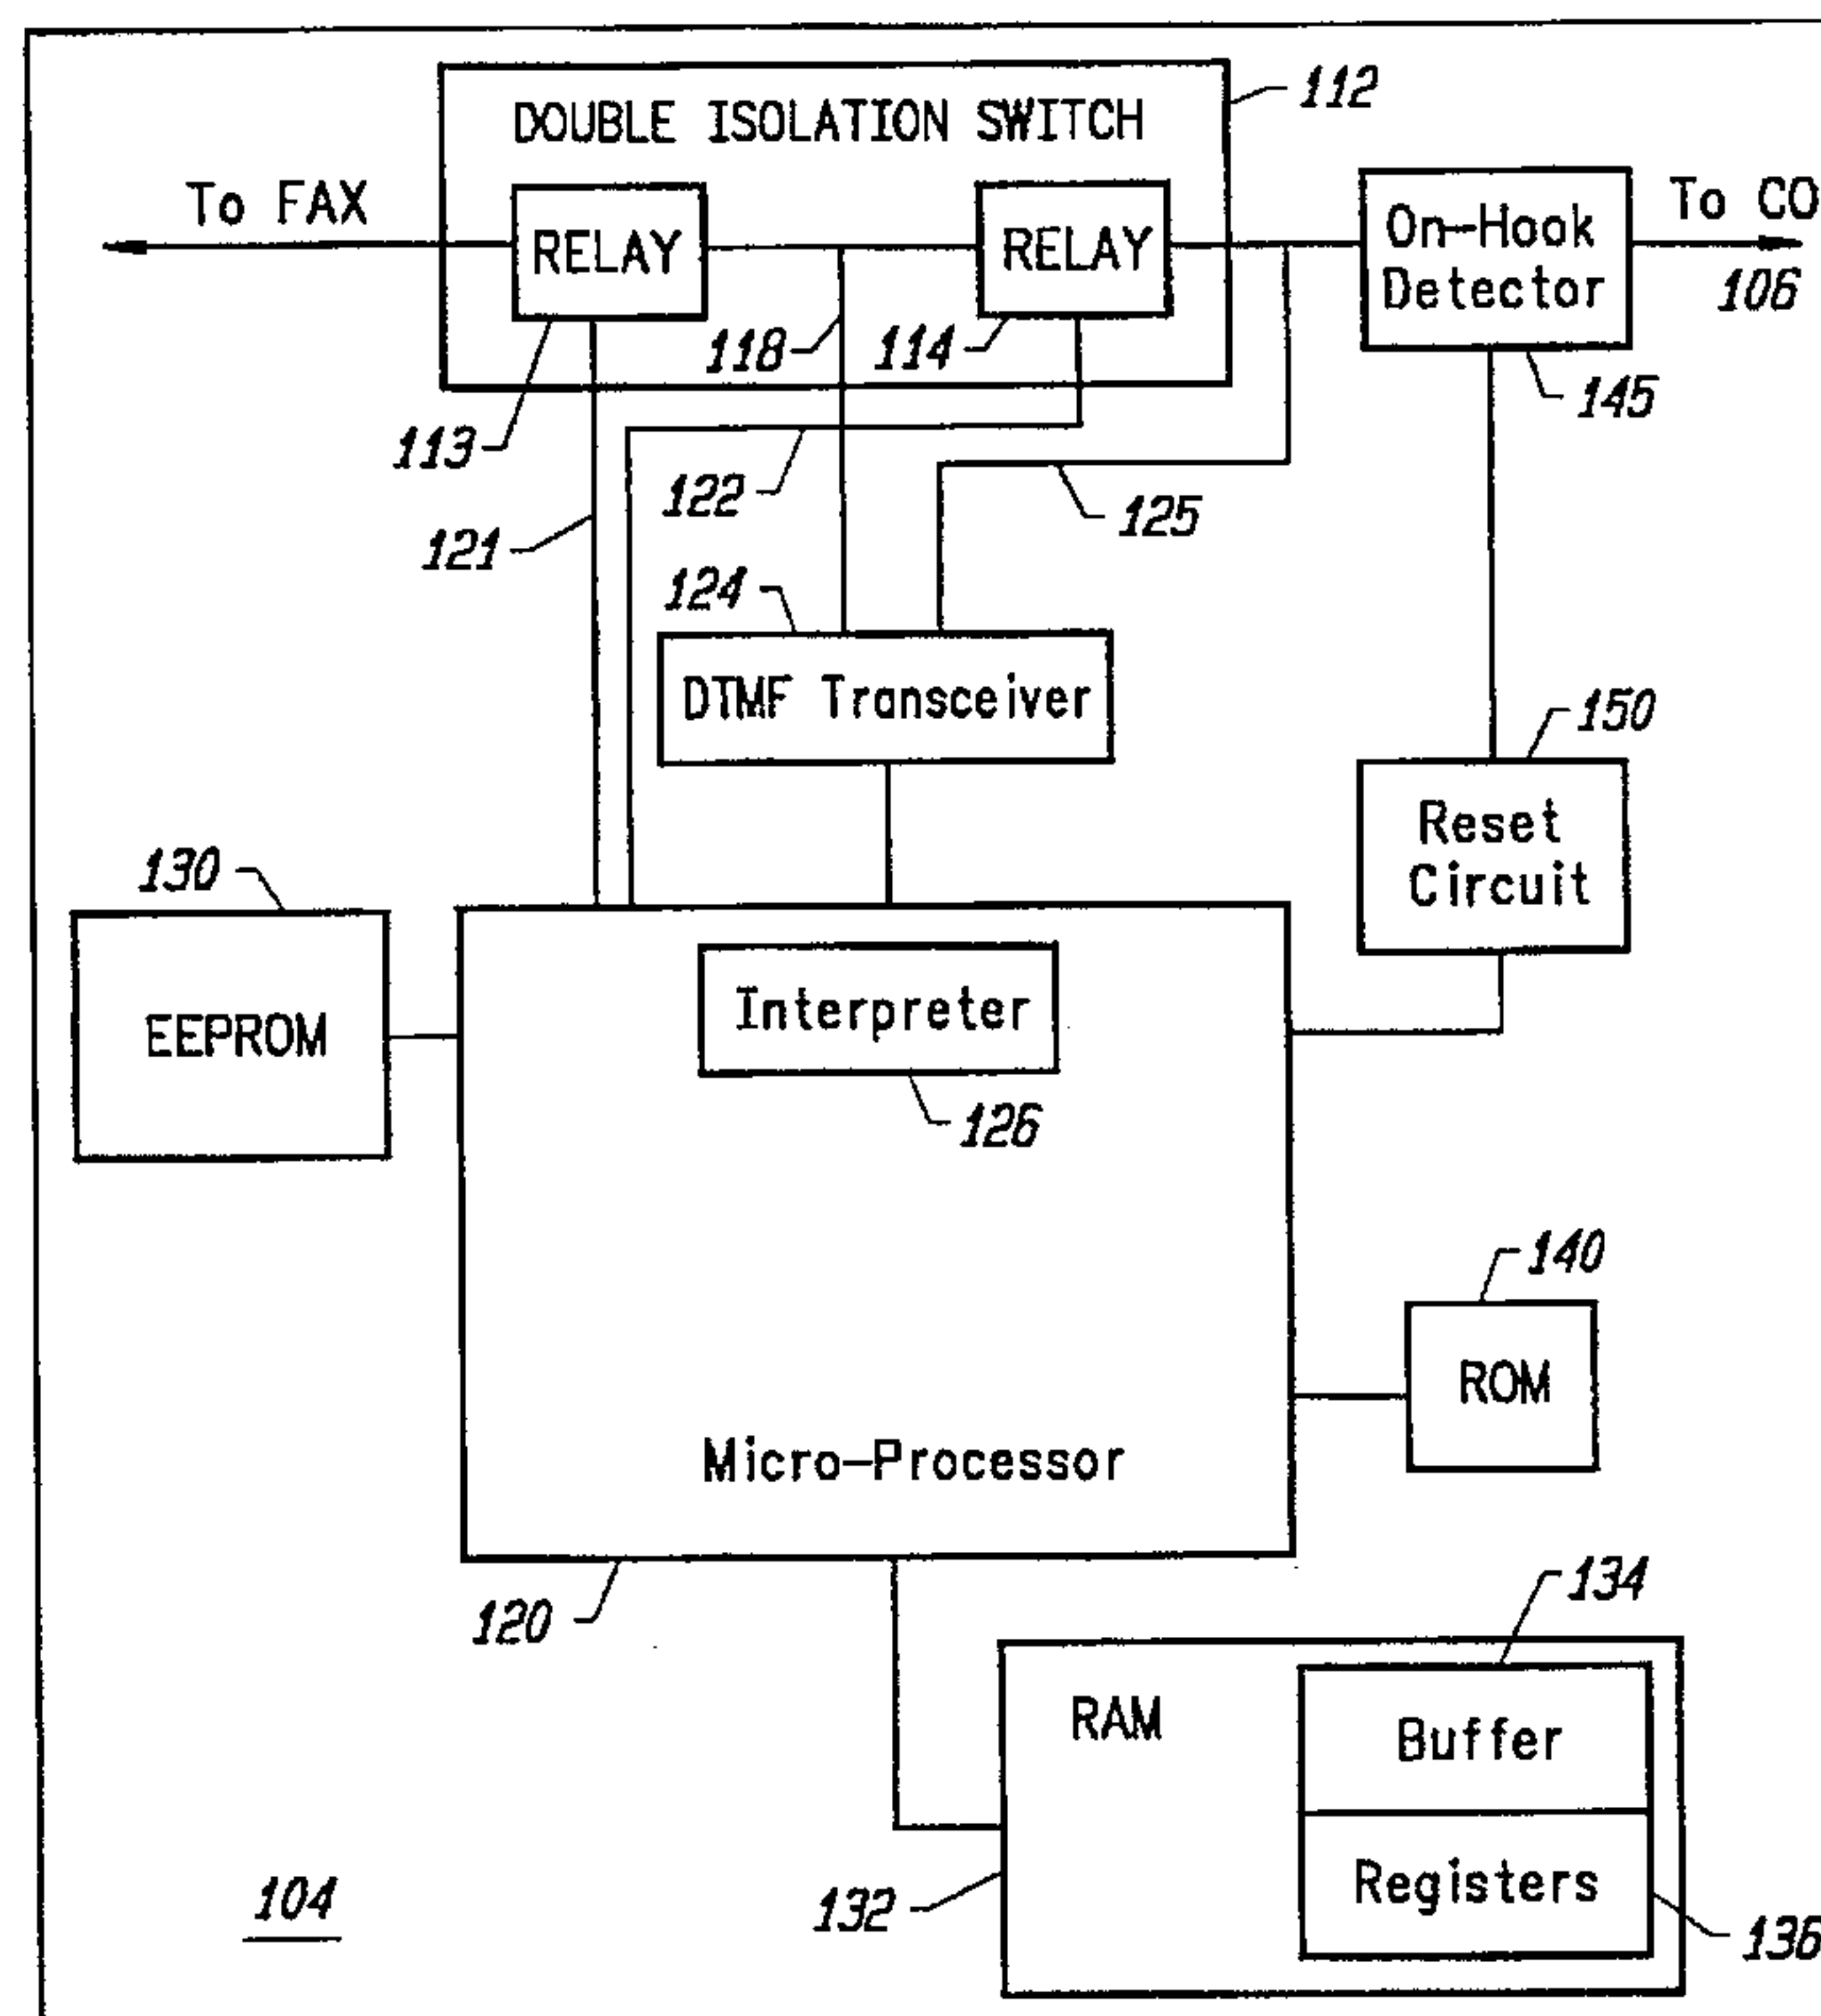 DOUBLE ISOLATION SWITCH
112
To FAX
RELAY
RELAY
On-Hook
Detector
To CO
106
118
114
145
113
122
125
121
124
DTMF Transceiver
150
Reset
Circuit
130
EEPROM
Interpreter
126
140
ROM
Micro-Processor
120
134
RAM
Buffer
Registers
132
136
104